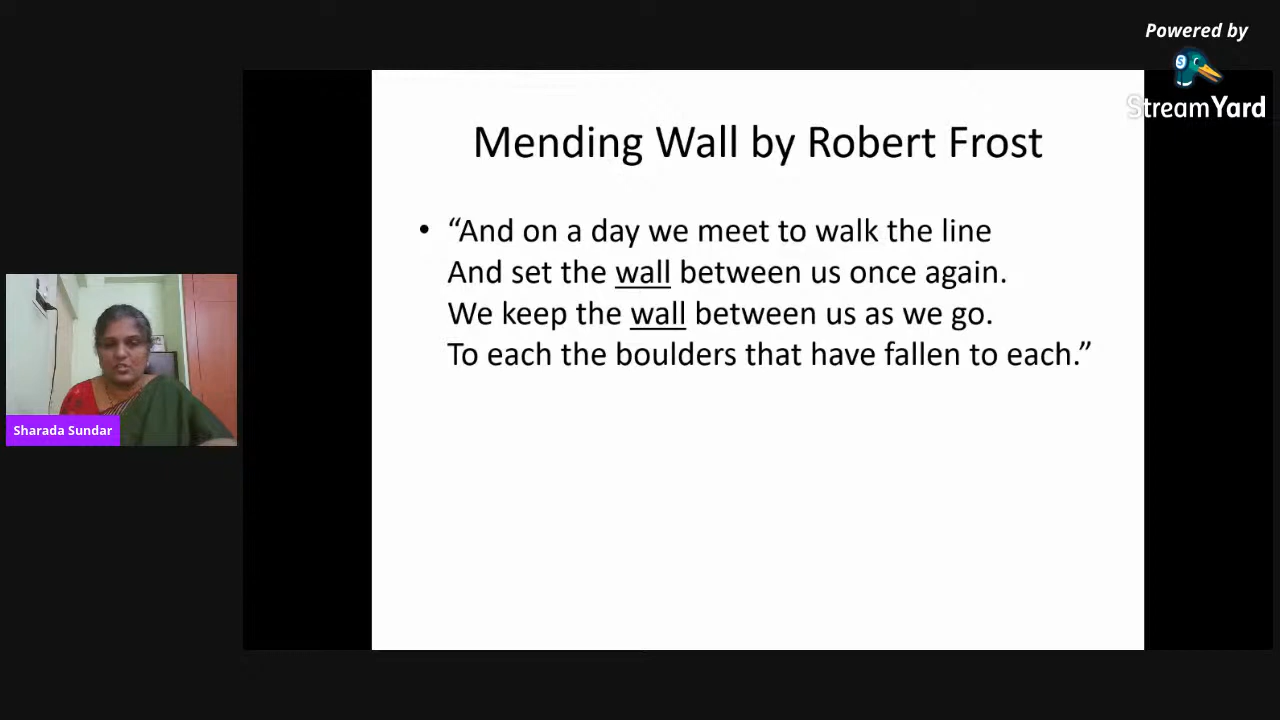 Powered by
StreamYard
Mending Wall by Robert Frost
• “And on a day we meet to walk the line
And set the wall between us once again.
We keep the wall between us as we go.
To each the boulders that have fallen to each.”
Sharada Sundar